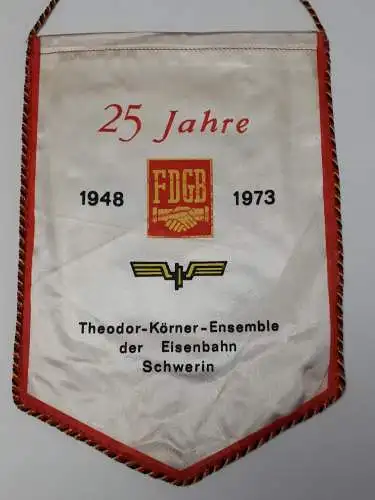 25 Jahre
1948 FDGB 1973
Theodor-Körner-Ensemble
der Eisenbahn
Schwerin